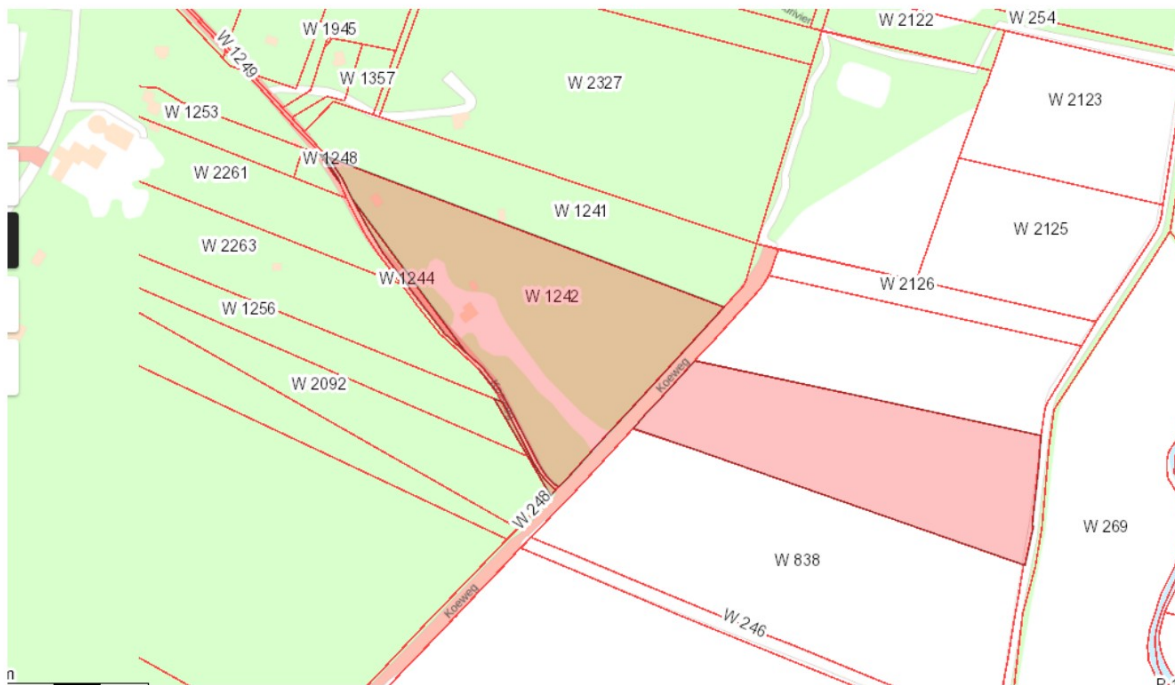 W 2122
W 254
W 1945
W 1249
W 1357
W 2327
W 2123
W 1253
W 1248
W 2261
W 1241
W 2125
W 2263
W 1244
W 1242
W 2126
W 1256
Koeweg
W 2092
W 248
W 269
W 838
Koeweg
W 246
m